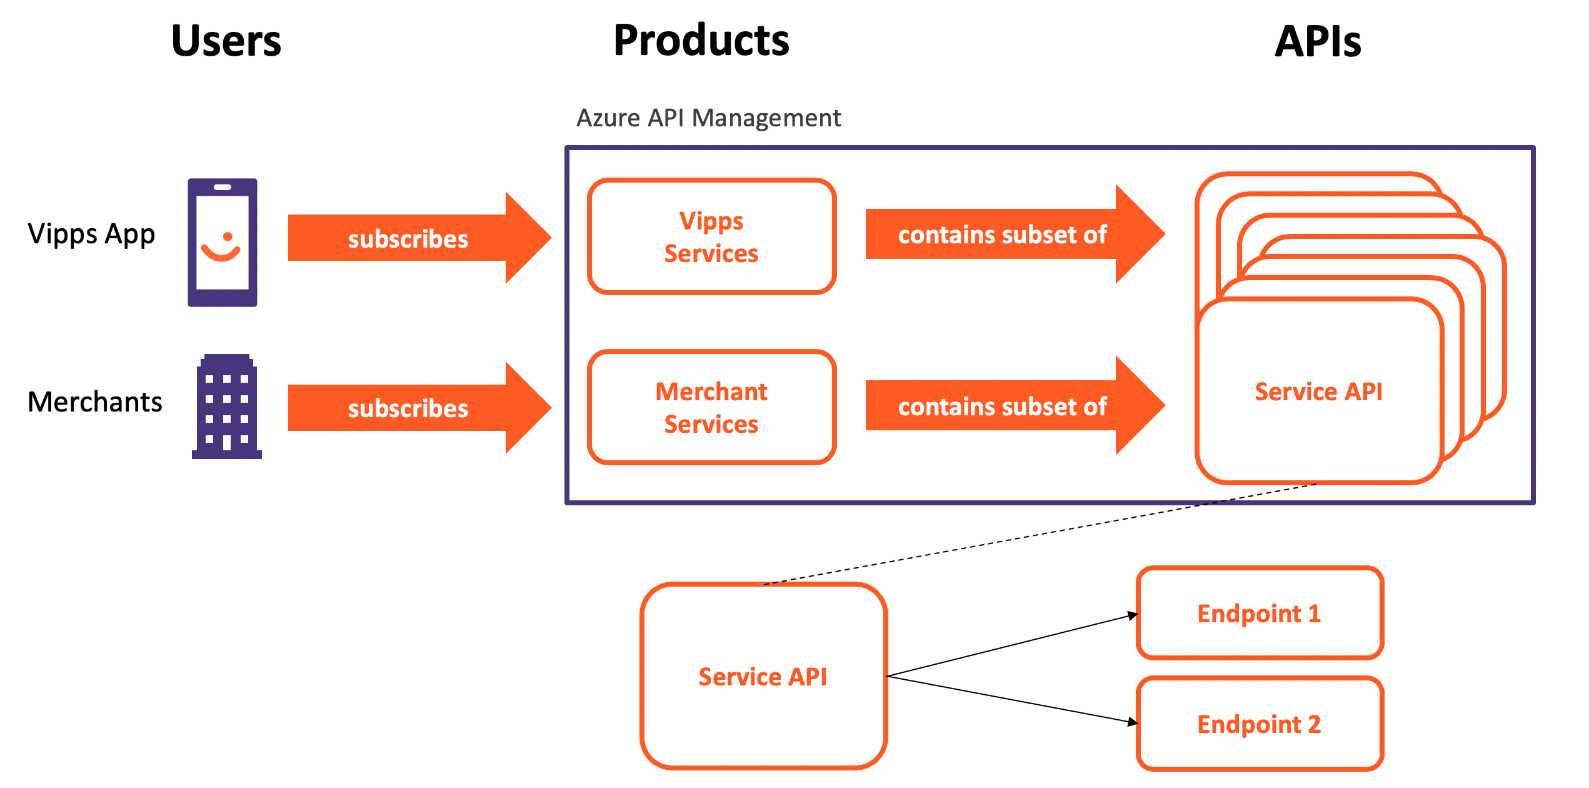 Users
Products
APIs
Azure API Management
Vipps App
subscribes
Vipps
Services
contains subset of
Merchants
subscribes
Merchant
Services
contains subset of
Service API
Service API
Endpoint 1
Endpoint 2